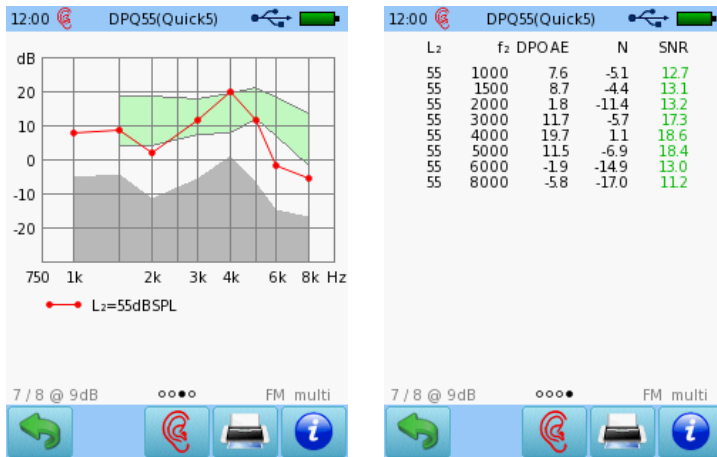 12:00 DPQ55(Quick5)
dB
20
10
0
-10
-20
750 1k 2k 3k 4k 6k 8k Hz
L₂=55dBSPL
7 / 8 @ 9dB FM multi
12:00 DPQ55(Quick5)
L₂ f₂ DPOAE N SNR
55 1000 7.6 -5.1 12.7
55 1500 8.7 -4.4 13.1
55 2000 1.8 -11.4 13.2
55 3000 11.7 -5.7 17.3
55 4000 19.7 1.1 18.6
55 5000 11.5 -6.9 18.4
55 6000 -1.9 -14.9 13.0
55 8000 -5.8 -17.0 11.2
7 / 8 @ 9dB FM multi